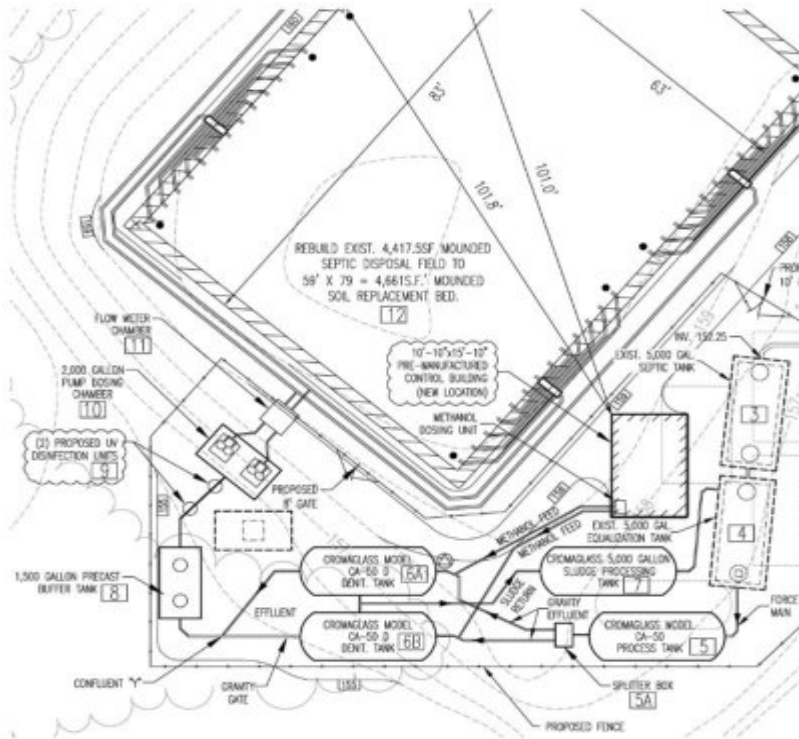 83'
63'
101.8'
101.0'
REBUILD EXIST. 4,417.5SF MOUNDED
SEPTIC DISPOSAL FIELD TO
59' X 79 = 4,661S.F. MOUNDED
SOIL REPLACEMENT BED.
12
FLOW METER
CHAMBER
11
2,000 GALLON
PUMP DOSING
CHAMBER
10
(2) PROPOSED UV
DISINFECTION UNITS
9
10'-10"x15'-10"
PRE-MANUFACTURED
CONTROL BUILDING
(NEW LOCATION)
METHANOL
DOSING UNIT
INV. 152.25
EXIST. 5,000 GAL.
SEPTIC TANK
3
159
EXIST. 5,000 GAL.
EQUALIZATION TANK
4
PROPOSED
GATE
METHANOL FEED
METHANOL FEED
1,500 GALLON PRECAST
BUFFER TANK
8
CROMAGLASS MODEL
CA-50 D
DENIT. TANK
6A
CROMAGLASS 5,000 GALLON
SLUDGE PROCESSING
TANK
7
EFFLUENT
SLUDGE
RETURN
GRAVITY
EFFLUENT
FORCE
MAIN
CROMAGLASS MODEL
CA-50 D
DENIT. TANK
6B
CROMAGLASS MODEL
CA-50
PROCESS TANK
5
CONFLUENT "Y"
GRAVITY
GATE
155
SPLITTER BOX
5A
PROPOSED FENCE